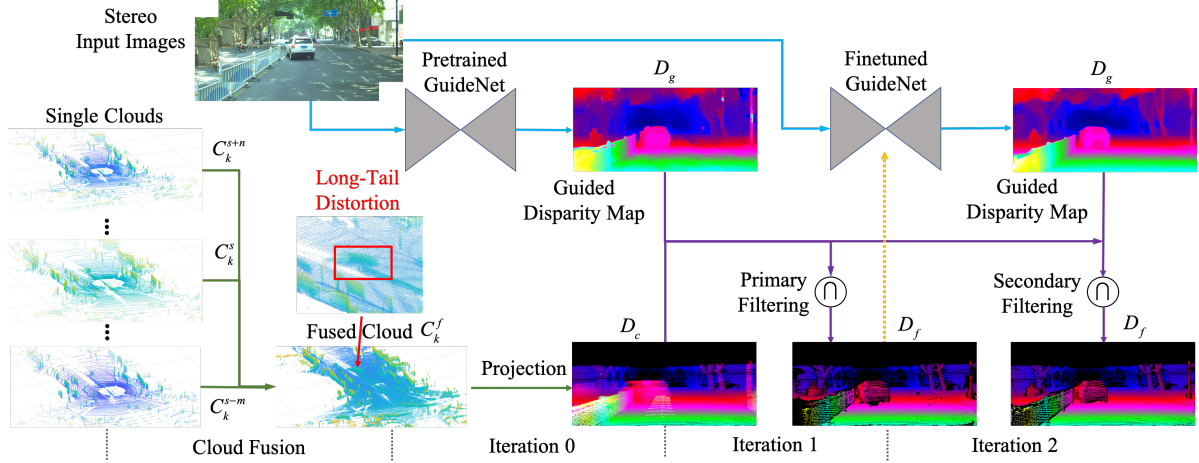 Stereo
Input Images
Pretrained
GuideNet
D_g
Finetuned
GuideNet
D_g
Single Clouds
C_k^{s+n}
Long-Tail
Distortion
Guided
Disparity Map
Guided
Disparity Map
C_k^s
Primary
Filtering
∩
Secondary
Filtering
∩
Fused Cloud C_k^f
D_c
D_f
D_f
Projection
C_k^{s-m}
Cloud Fusion
Iteration 0
Iteration 1
Iteration 2